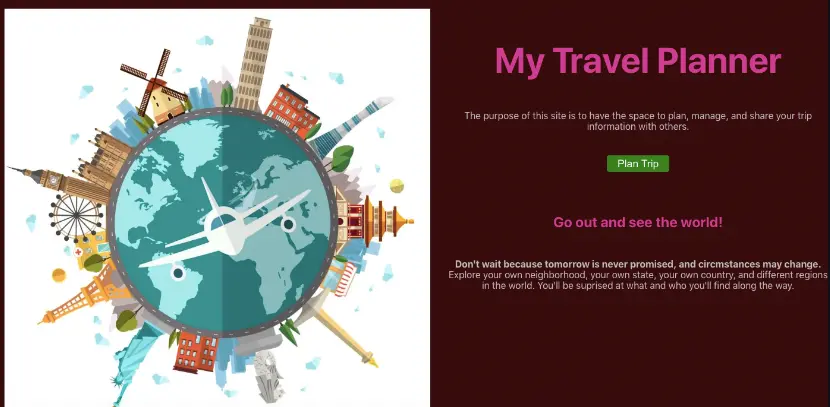 My Travel Planner
The purpose of this site is to have the space to plan, manage, and share your trip
information with others.
Plan Trip
Go out and see the world!
Don't wait because tomorrow is never promised, and circmstances may change.
Explore your own neighborhood, your own state, your own country, and different regions
in the world. You'll be suprised at what and who you'll find along the way.